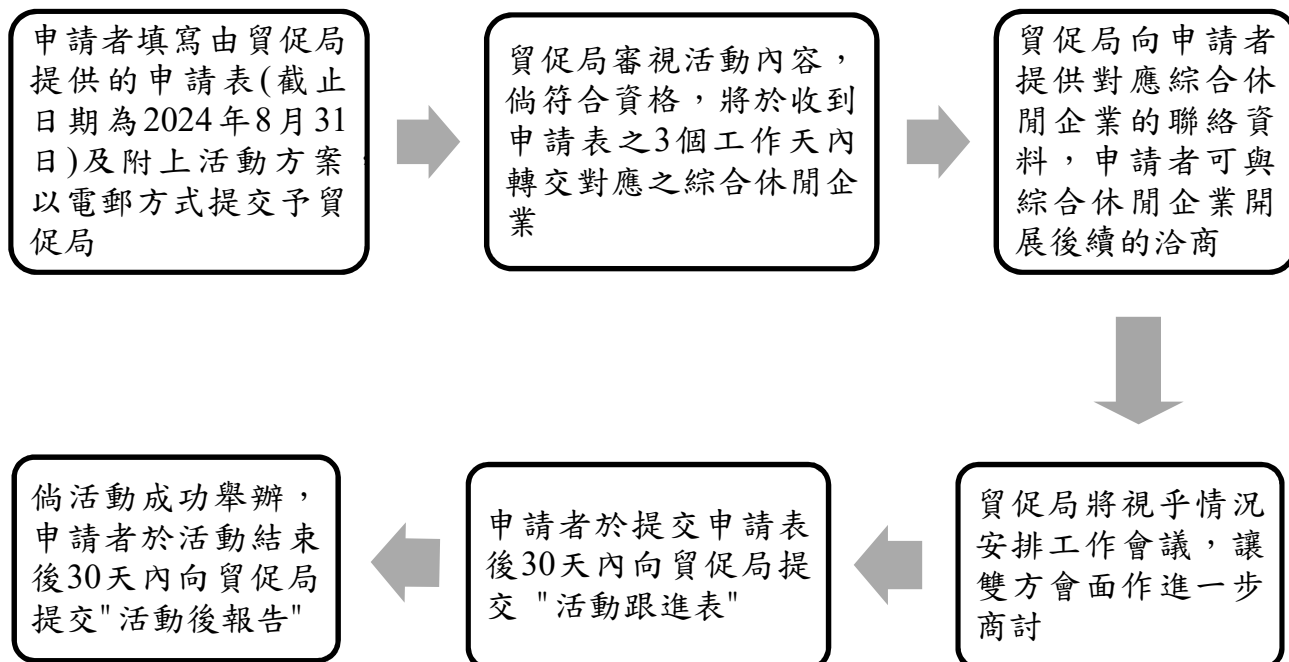 申請者填寫由貿促局
提供的申請表(截止
日期為2024年8月31
日)及附上活動方案，
以電郵方式提交予貿
促局
貿促局審視活動內容，
倘符合資格，將於收到
申請表之3個工作天內
轉交對應之綜合休閒企
業
貿促局向申請者
提供對應綜合休
閒企業的聯絡資
料，申請者可與
綜合休閒企業開
展後續的洽商
貿促局將視乎情況
安排工作會議，讓
雙方會面作進一步
商討
申請者於提交申請表
後30天內向貿促局提
交 "活動跟進表"
倘活動成功舉辦，
申請者於活動結束
後30天內向貿促局
提交"活動後報告"